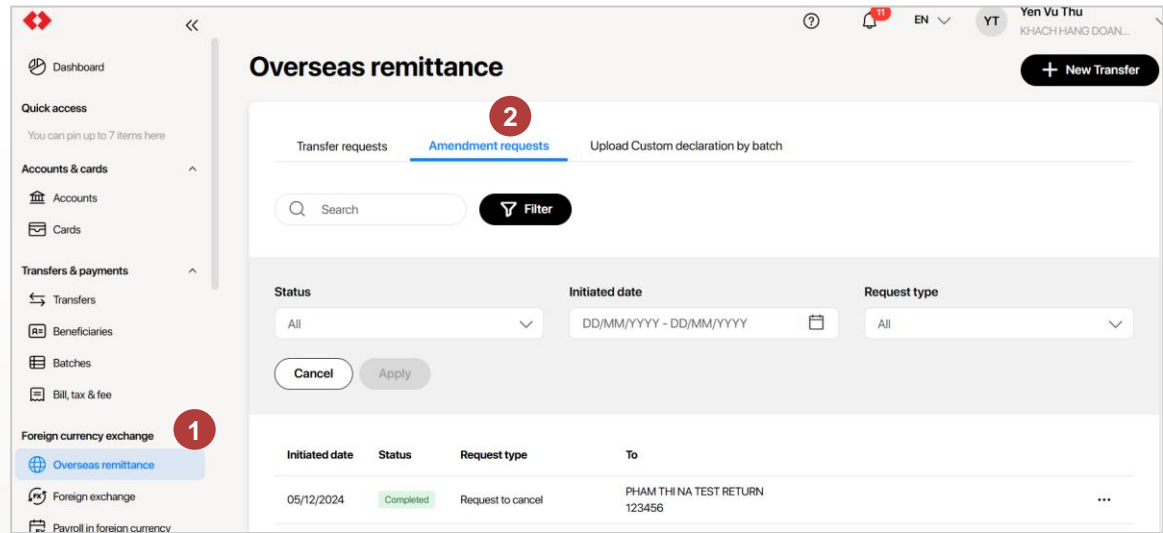 11
EN
YT
Yen Vu Thu
KHACH HANG DOAN...
Dashboard
Quick access
You can pin up to 7 items here
Accounts & cards
Accounts
Cards
Transfers & payments
Transfers
Beneficiaries
Batches
Bill, tax & fee
Foreign currency exchange
1
Overseas remittance
FX
Foreign exchange
Payroll in foreign currency
Overseas remittance
+ New Transfer
2
Transfer requests Amendment requests Upload Custom declaration by batch
Search Filter
Status Initiated date Request type
All DD/MM/YYYY - DD/MM/YYYY All
Cancel Apply
Initiated date Status Request type To
05/12/2024 Completed Request to cancel PHAM THI NA TEST RETURN
123456